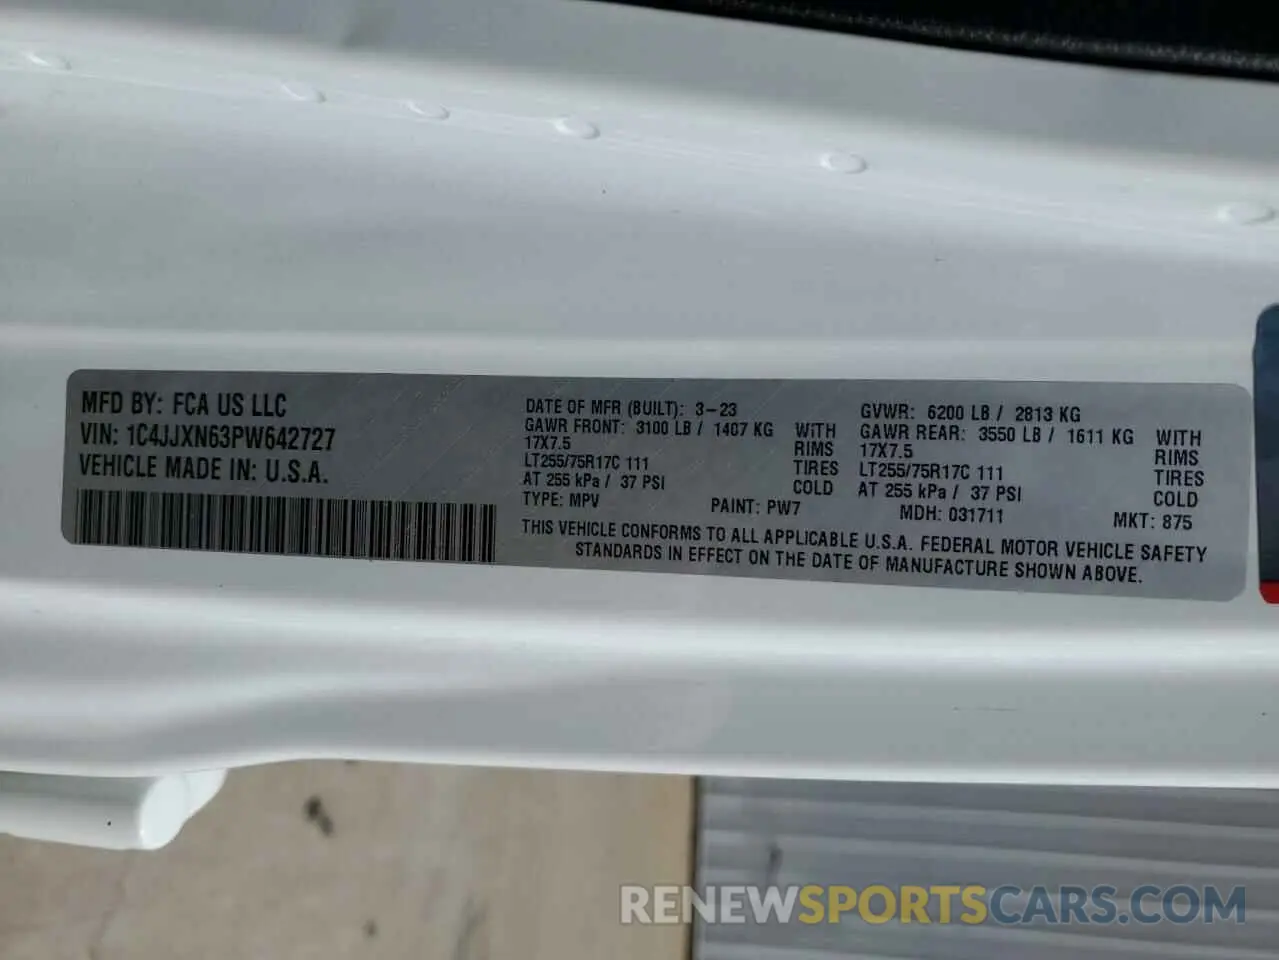 MFD BY: FCA US LLC
VIN: 1C4JJXN63PW642727
VEHICLE MADE IN: U.S.A.
DATE OF MFR (BUILT): 3-23
GAWR FRONT: 3100 LB / 1407 KG WITH
17X7.5 RIMS
LT255/75R17C 111 TIRES
AT 255 kPa / 37 PSI COLD
TYPE: MPV PAINT: PW7
GVWR: 6200 LB / 2813 KG
GAWR REAR: 3550 LB / 1611 KG WITH
17X7.5 RIMS
LT255/75R17C 111 TIRES
AT 255 kPa / 37 PSI COLD
MDH: 031711 MKT: 875
THIS VEHICLE CONFORMS TO ALL APPLICABLE U.S.A. FEDERAL MOTOR VEHICLE SAFETY
STANDARDS IN EFFECT ON THE DATE OF MANUFACTURE SHOWN ABOVE.
RENEWSPORTSCARS.COM